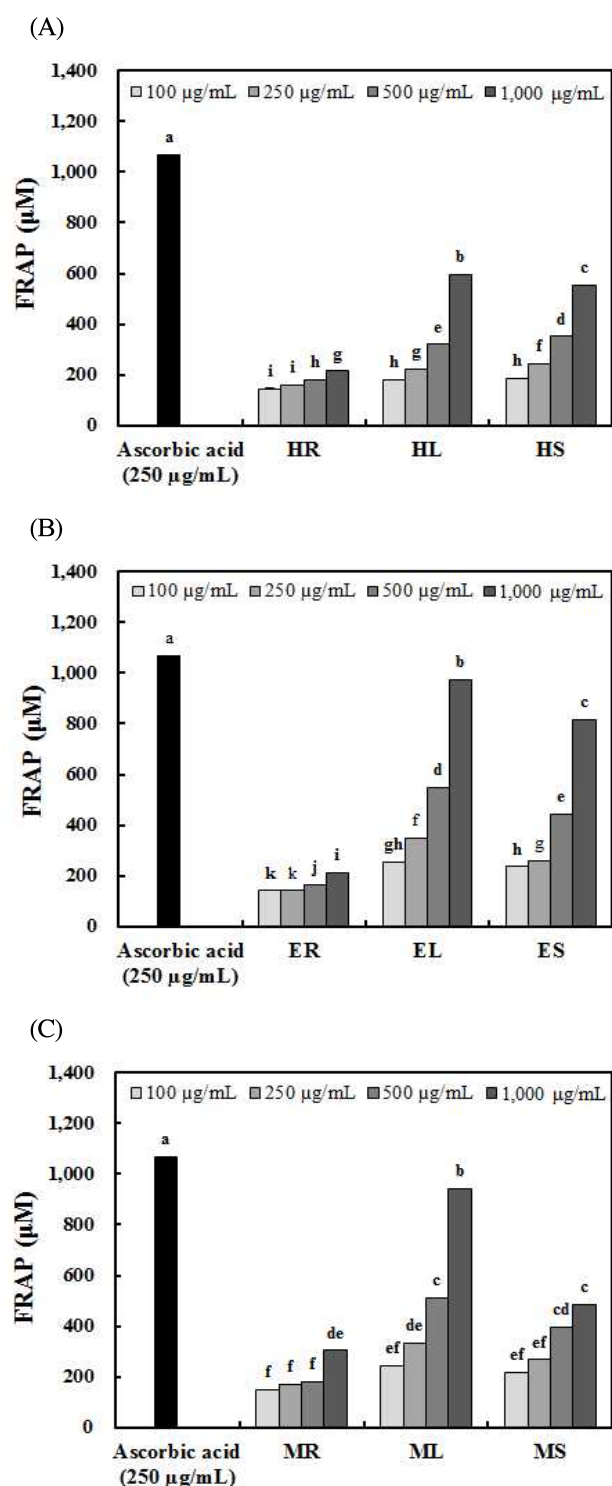 (A)
1,400
100 µg/mL 250 µg/mL 500 µg/mL 1,000 µg/mL
1,200
a
1,000
800
FRAP (µM)
b
600
c
400
e
d
g
f
200
i i h g
h
h
0
Ascorbic acid
(250 µg/mL)
HR
HL
HS
(B)
1,400
100 µg/mL 250 µg/mL 500 µg/mL 1,000 µg/mL
1,200
a
b
1,000
c
800
FRAP (µM)
d
600
e
400
f
gh
h g
200
k k j i
0
Ascorbic acid
(250 µg/mL)
ER
EL
ES
(C)
1,400
100 µg/mL 250 µg/mL 500 µg/mL 1,000 µg/mL
1,200
a
1,000
b
800
FRAP (µM)
600
c
c
cd
400
de
de
ef
ef ef
200
f f f
0
Ascorbic acid
(250 µg/mL)
MR
ML
MS